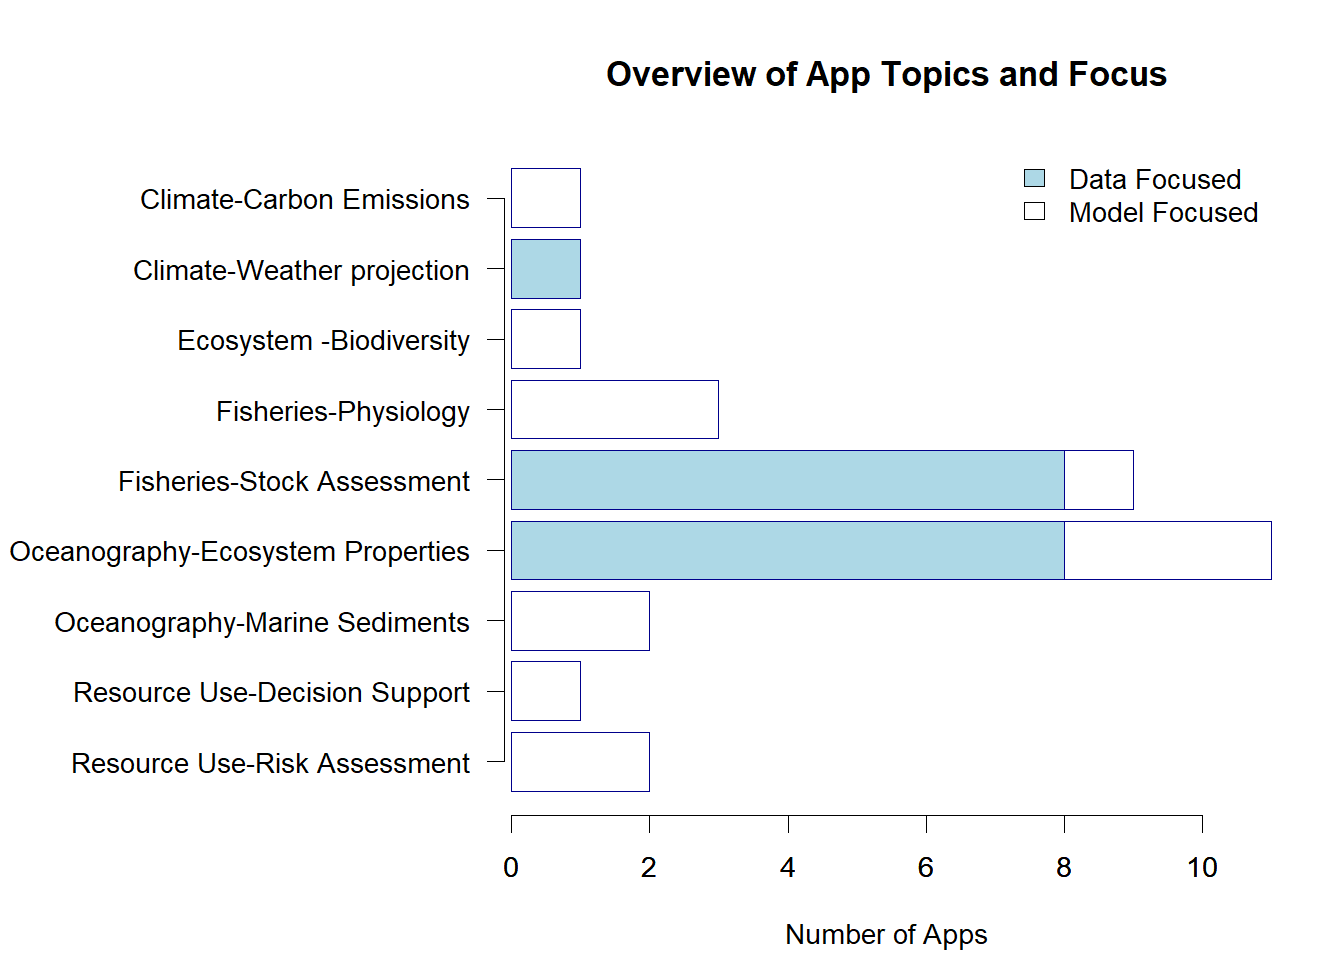 Overview of App Topics and Focus
Data Focused
Model Focused
Climate-Carbon Emissions
Climate-Weather projection
Ecosystem -Biodiversity
Fisheries-Physiology
Fisheries-Stock Assessment
Oceanography-Ecosystem Properties
Oceanography-Marine Sediments
Resource Use-Decision Support
Resource Use-Risk Assessment
0 2 4 6 8 10
Number of Apps